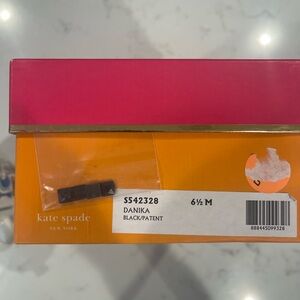 S542328 6½ M
DANIKA
BLACK/PATENT
kate spade
NEW YORK
888445099328